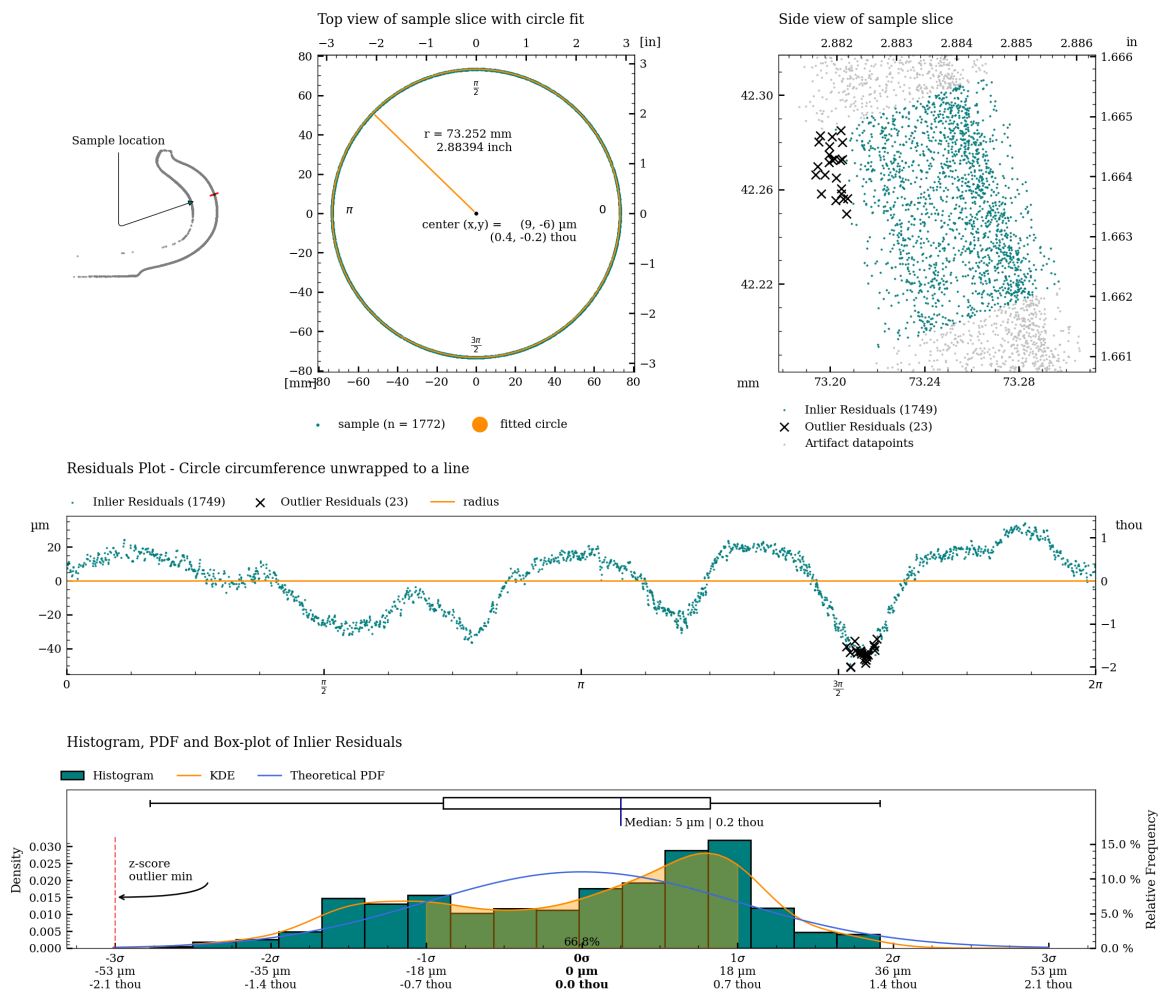 Top view of sample slice with circle fit
−3 −2 −1 0 1 2 3 [in]
80
60
40
20
0
−20
−40
−60
−80
3
2
1
0
−1
−2
−3
π/2
r = 73.252 mm
2.88394 inch
π
0
center (x,y) = (9, -6) µm
(0.4, -0.2) thou
3π/2
[mm]
−80 −60 −40 −20 0 20 40 60 80
sample (n = 1772) fitted circle
Sample location
Side view of sample slice
2.882 2.883 2.884 2.885 2.886 in
42.30
42.26
42.22
1.666
1.665
1.664
1.663
1.662
1.661
mm 73.20 73.24 73.28
Inlier Residuals (1749)
Outlier Residuals (23)
Artifact datapoints
Residuals Plot - Circle circumference unwrapped to a line
Inlier Residuals (1749) Outlier Residuals (23) radius
µm
20
0
−20
−40
thou
1
0
−1
−2
0 π/2 π 3π/2 2π
Histogram, PDF and Box-plot of Inlier Residuals
Histogram KDE Theoretical PDF
Median: 5 µm | 0.2 thou
z-score
outlier min
Density
0.030
0.025
0.020
0.015
0.010
0.005
0.000
Relative Frequency
15.0 %
10.0 %
5.0 %
0.0 %
66.8%
-3σ -2σ -1σ 0σ 1σ 2σ 3σ
-53 µm -35 µm -18 µm 0 µm 18 µm 36 µm 53 µm
-2.1 thou -1.4 thou -0.7 thou 0.0 thou 0.7 thou 1.4 thou 2.1 thou